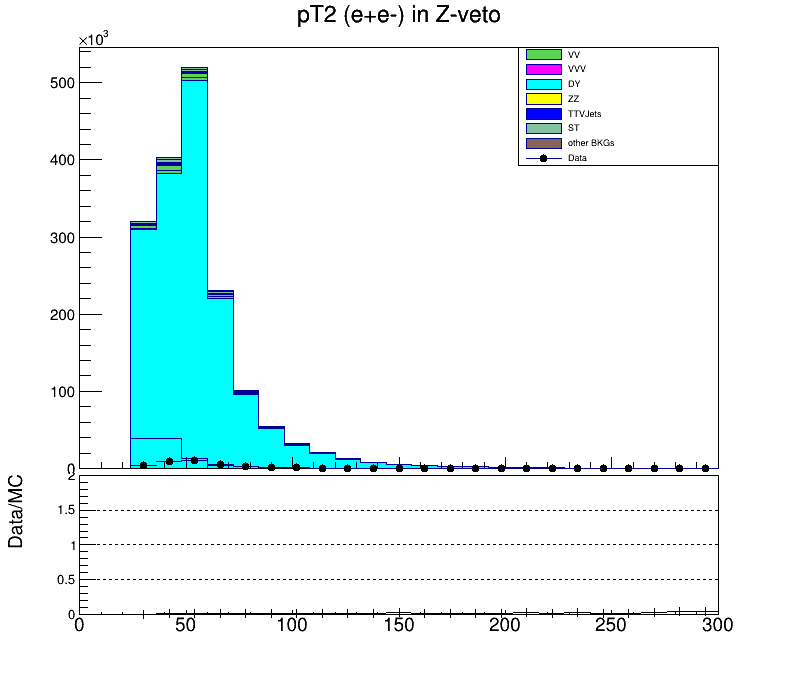 pT2 (e+e-) in Z-veto
×10³
500
400
300
200
100
0
VV
VVV
DY
ZZ
TTVJets
ST
other BKGs
Data
Data/MC
2
1.5
1
0.5
0
0 50 100 150 200 250 300